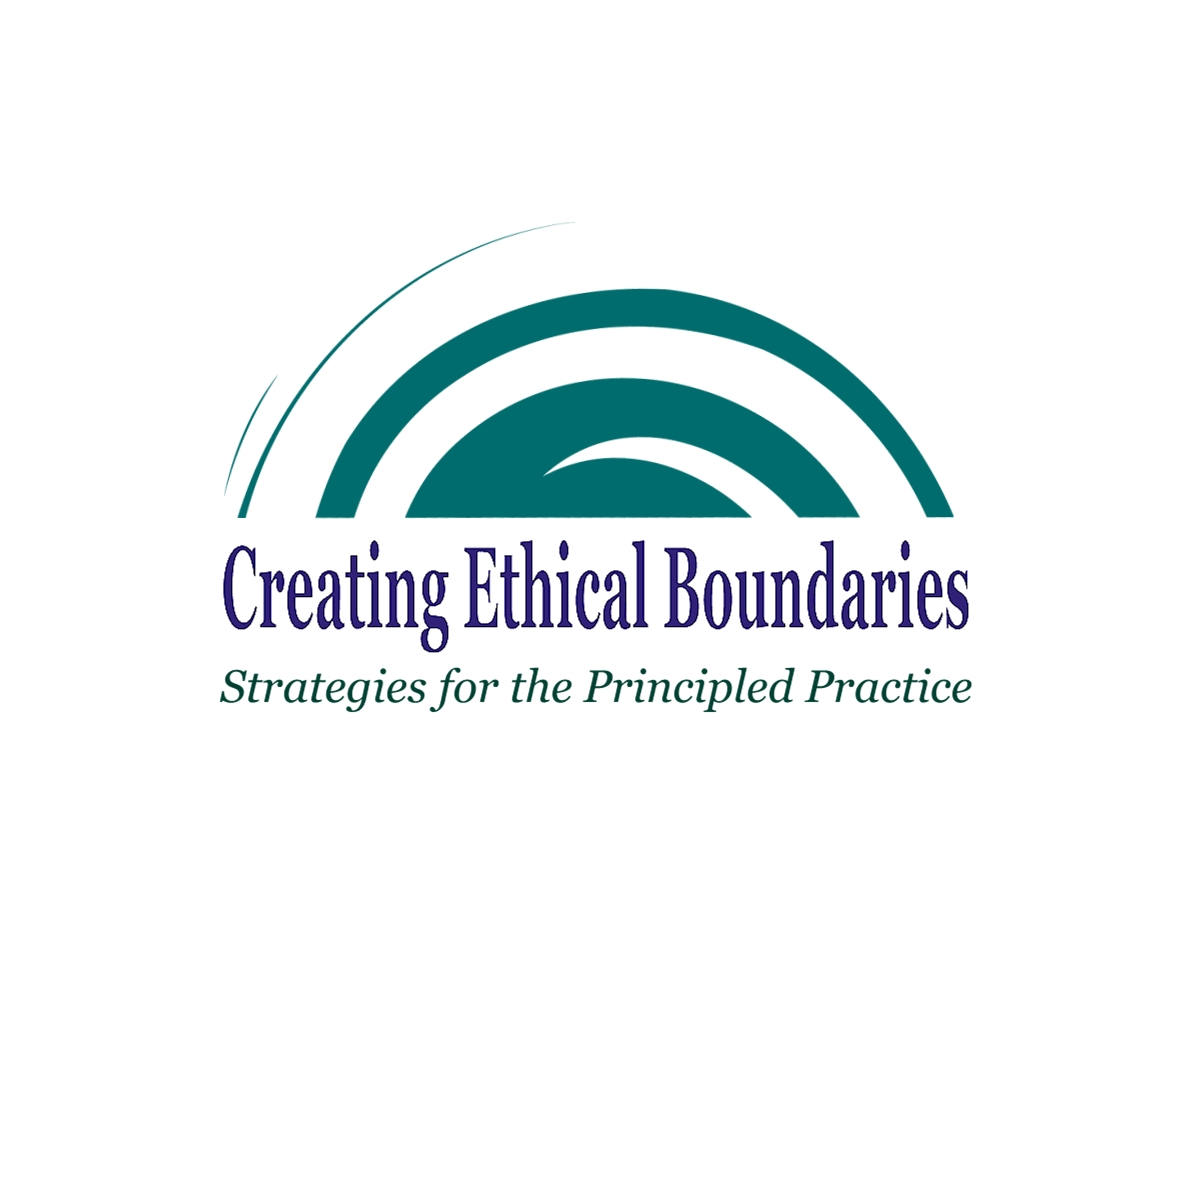 Creating Ethical Boundaries
Strategies for the Principled Practice